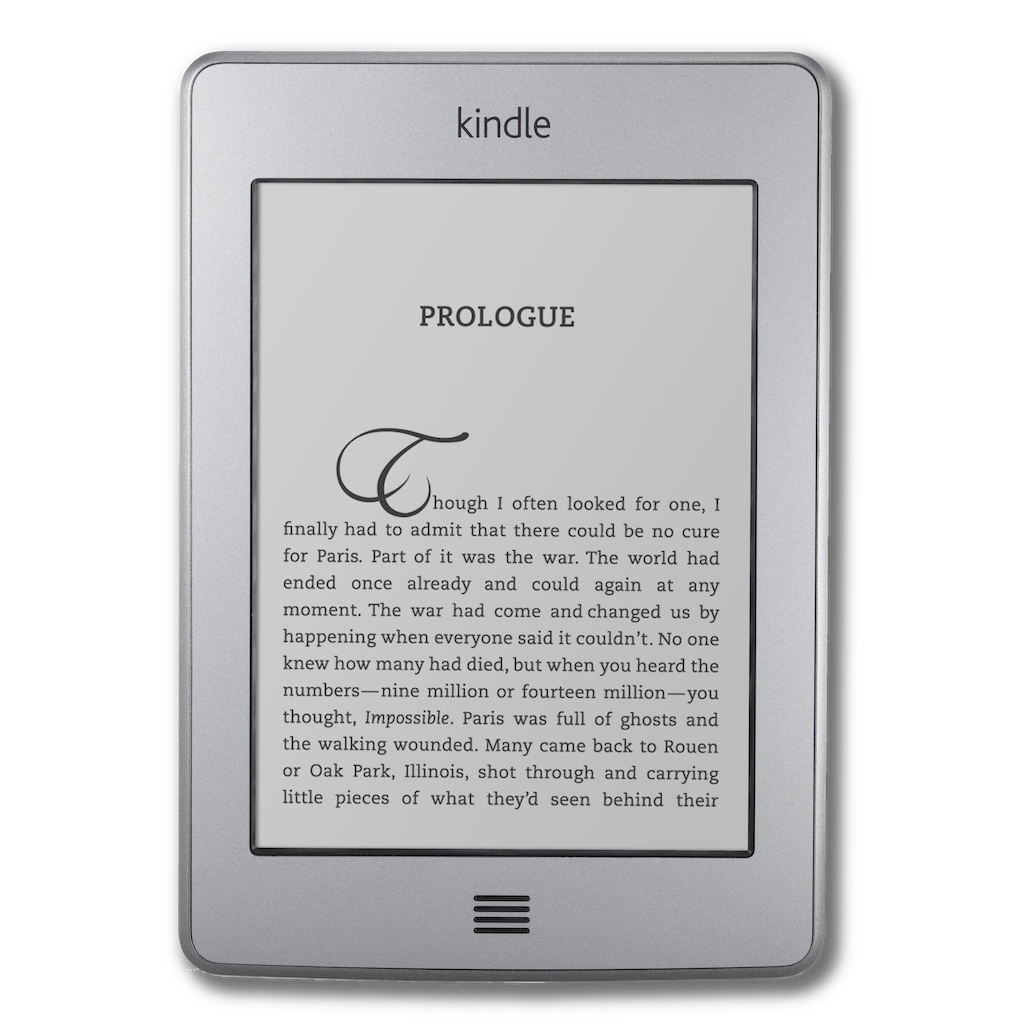 kindle
PROLOGUE
Though I often looked for one, I
finally had to admit that there could be no cure
for Paris. Part of it was the war. The world had
ended once already and could again at any
moment. The war had come and changed us by
happening when everyone said it couldn’t. No one
knew how many had died, but when you heard the
numbers—nine million or fourteen million—you
thought, Impossible. Paris was full of ghosts and
the walking wounded. Many came back to Rouen
or Oak Park, Illinois, shot through and carrying
little pieces of what they’d seen behind their